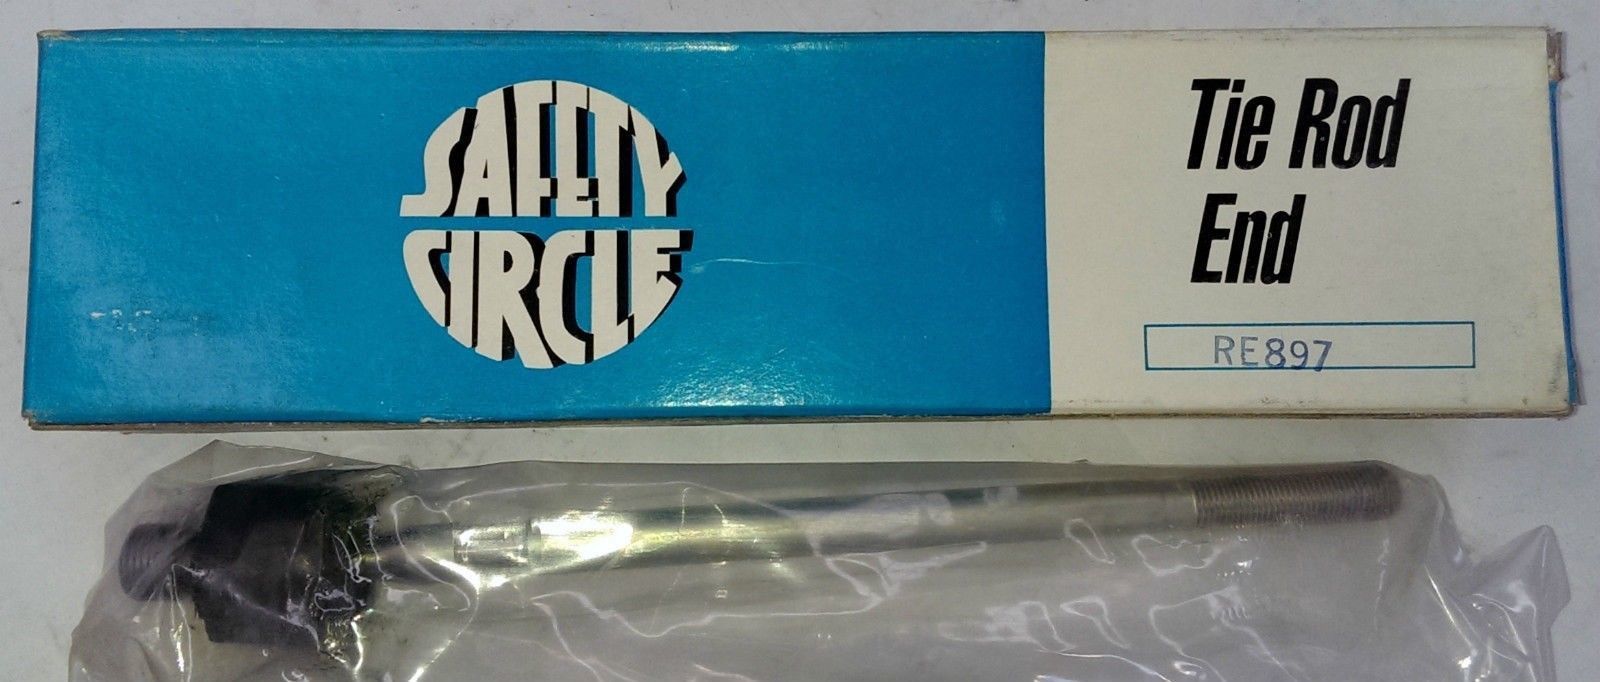 SAFETY
CIRCLE
Tie Rod
End
RE897